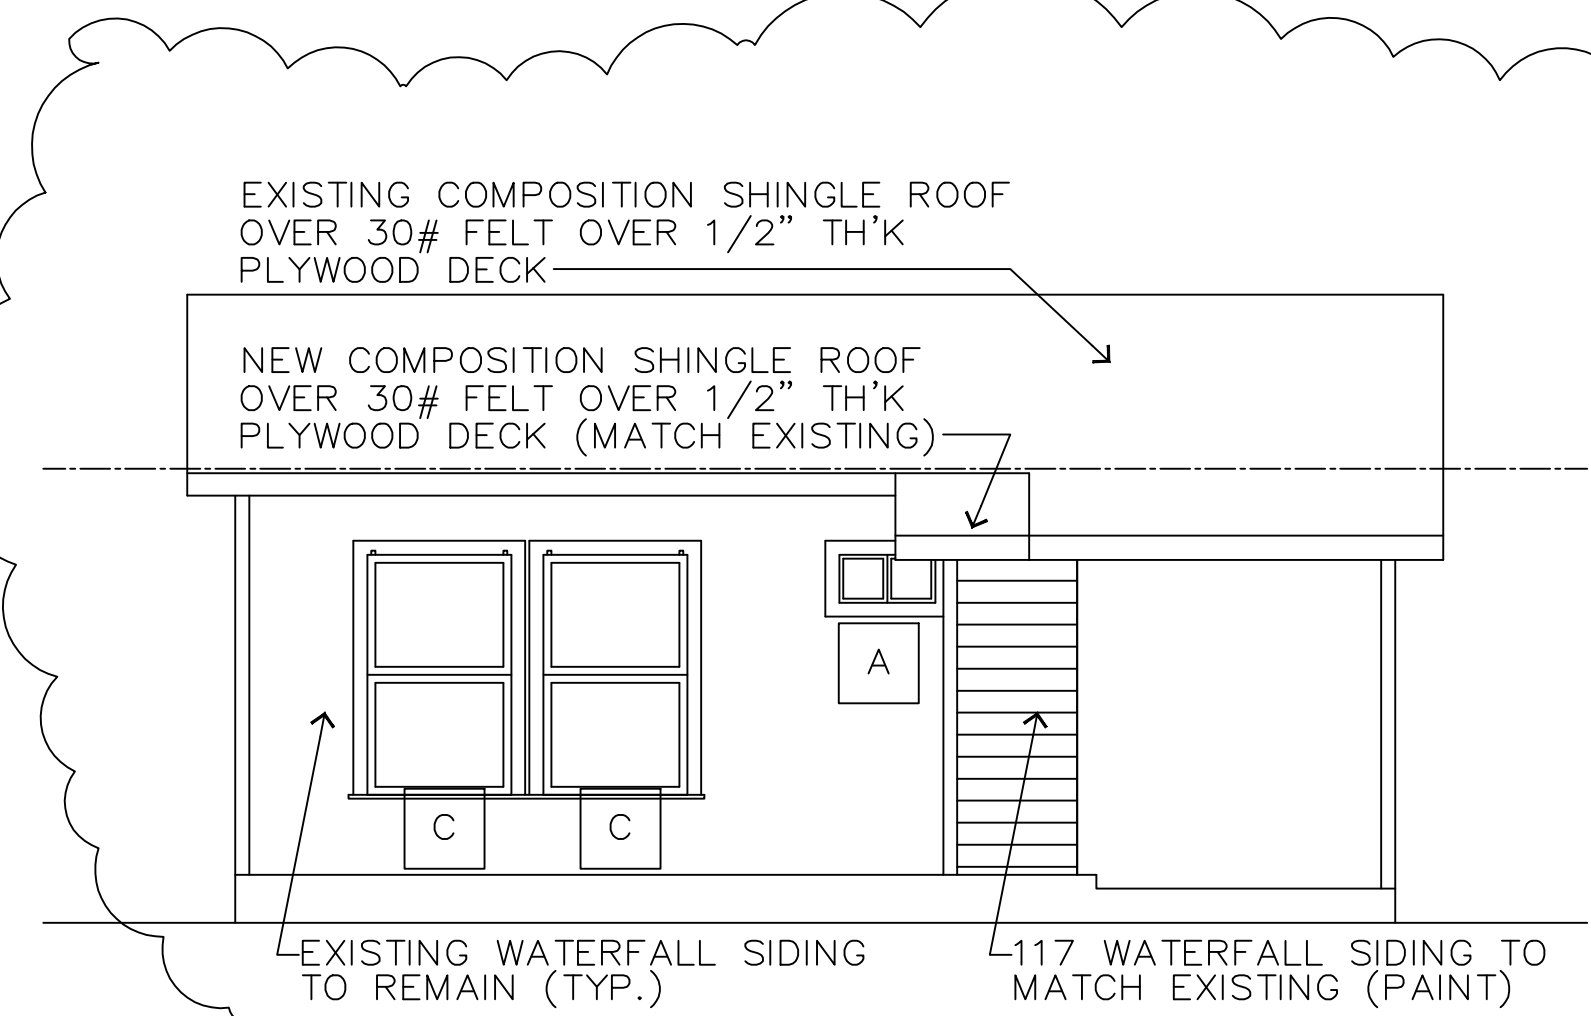 EXISTING COMPOSITION SHINGLE ROOF
OVER 30# FELT OVER 1/2” TH’K
PLYWOOD DECK
NEW COMPOSITION SHINGLE ROOF
OVER 30# FELT OVER 1/2” TH’K
PLYWOOD DECK (MATCH EXISTING)
A
C
C
EXISTING WATERFALL SIDING
TO REMAIN (TYP.)
117 WATERFALL SIDING TO
MATCH EXISTING (PAINT)